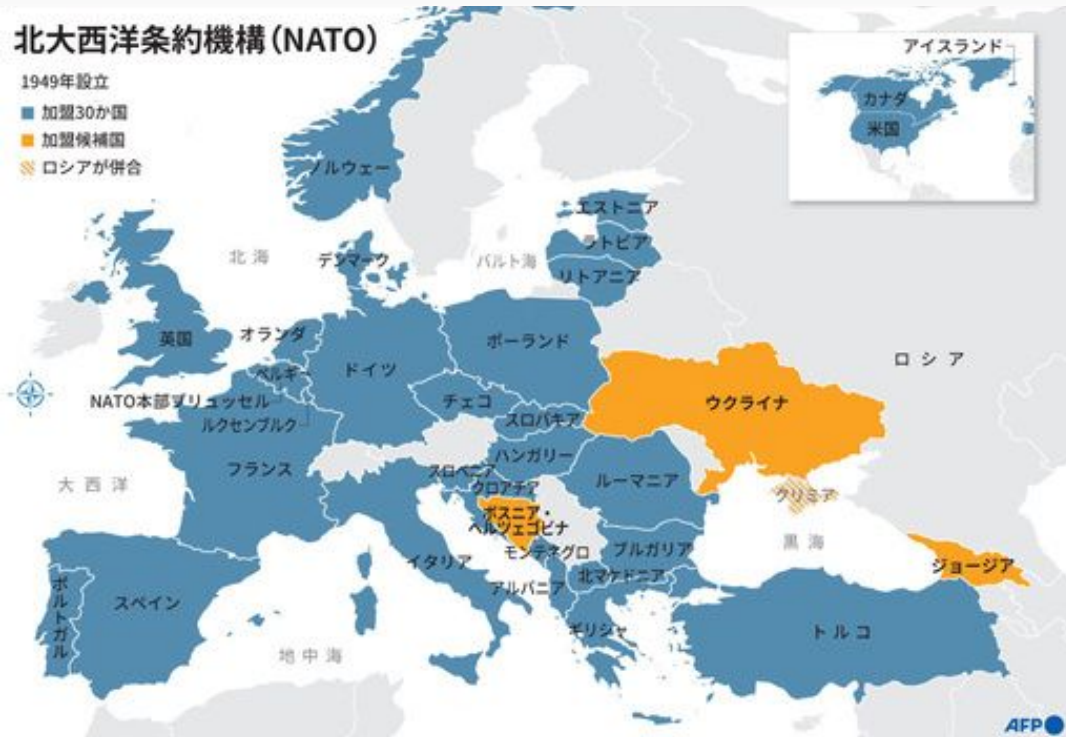 北大西洋条約機構(NATO)
1949年設立
加盟30か国
加盟候補国
ロシアが併合
アイスランド
カナダ
米国
ノルウェー
エストニア
ラトビア
リトアニア
北海
デンマーク
バルト海
英国
オランダ
ベルギー
ドイツ
ポーランド
ロシア
NATO本部ブリュッセル
ルクセンブルク
チェコ
スロバキア
ウクライナ
大西洋
フランス
スロベニア
ハンガリー
クロアチア
ルーマニア
クリミア
ボスニア・
ヘルツェゴビナ
モンテネグロ
ブルガリア
黒海
イタリア
アルバニア
北マケドニア
ジョージア
ポルトガル
スペイン
ギリシャ
トルコ
地中海
AFP